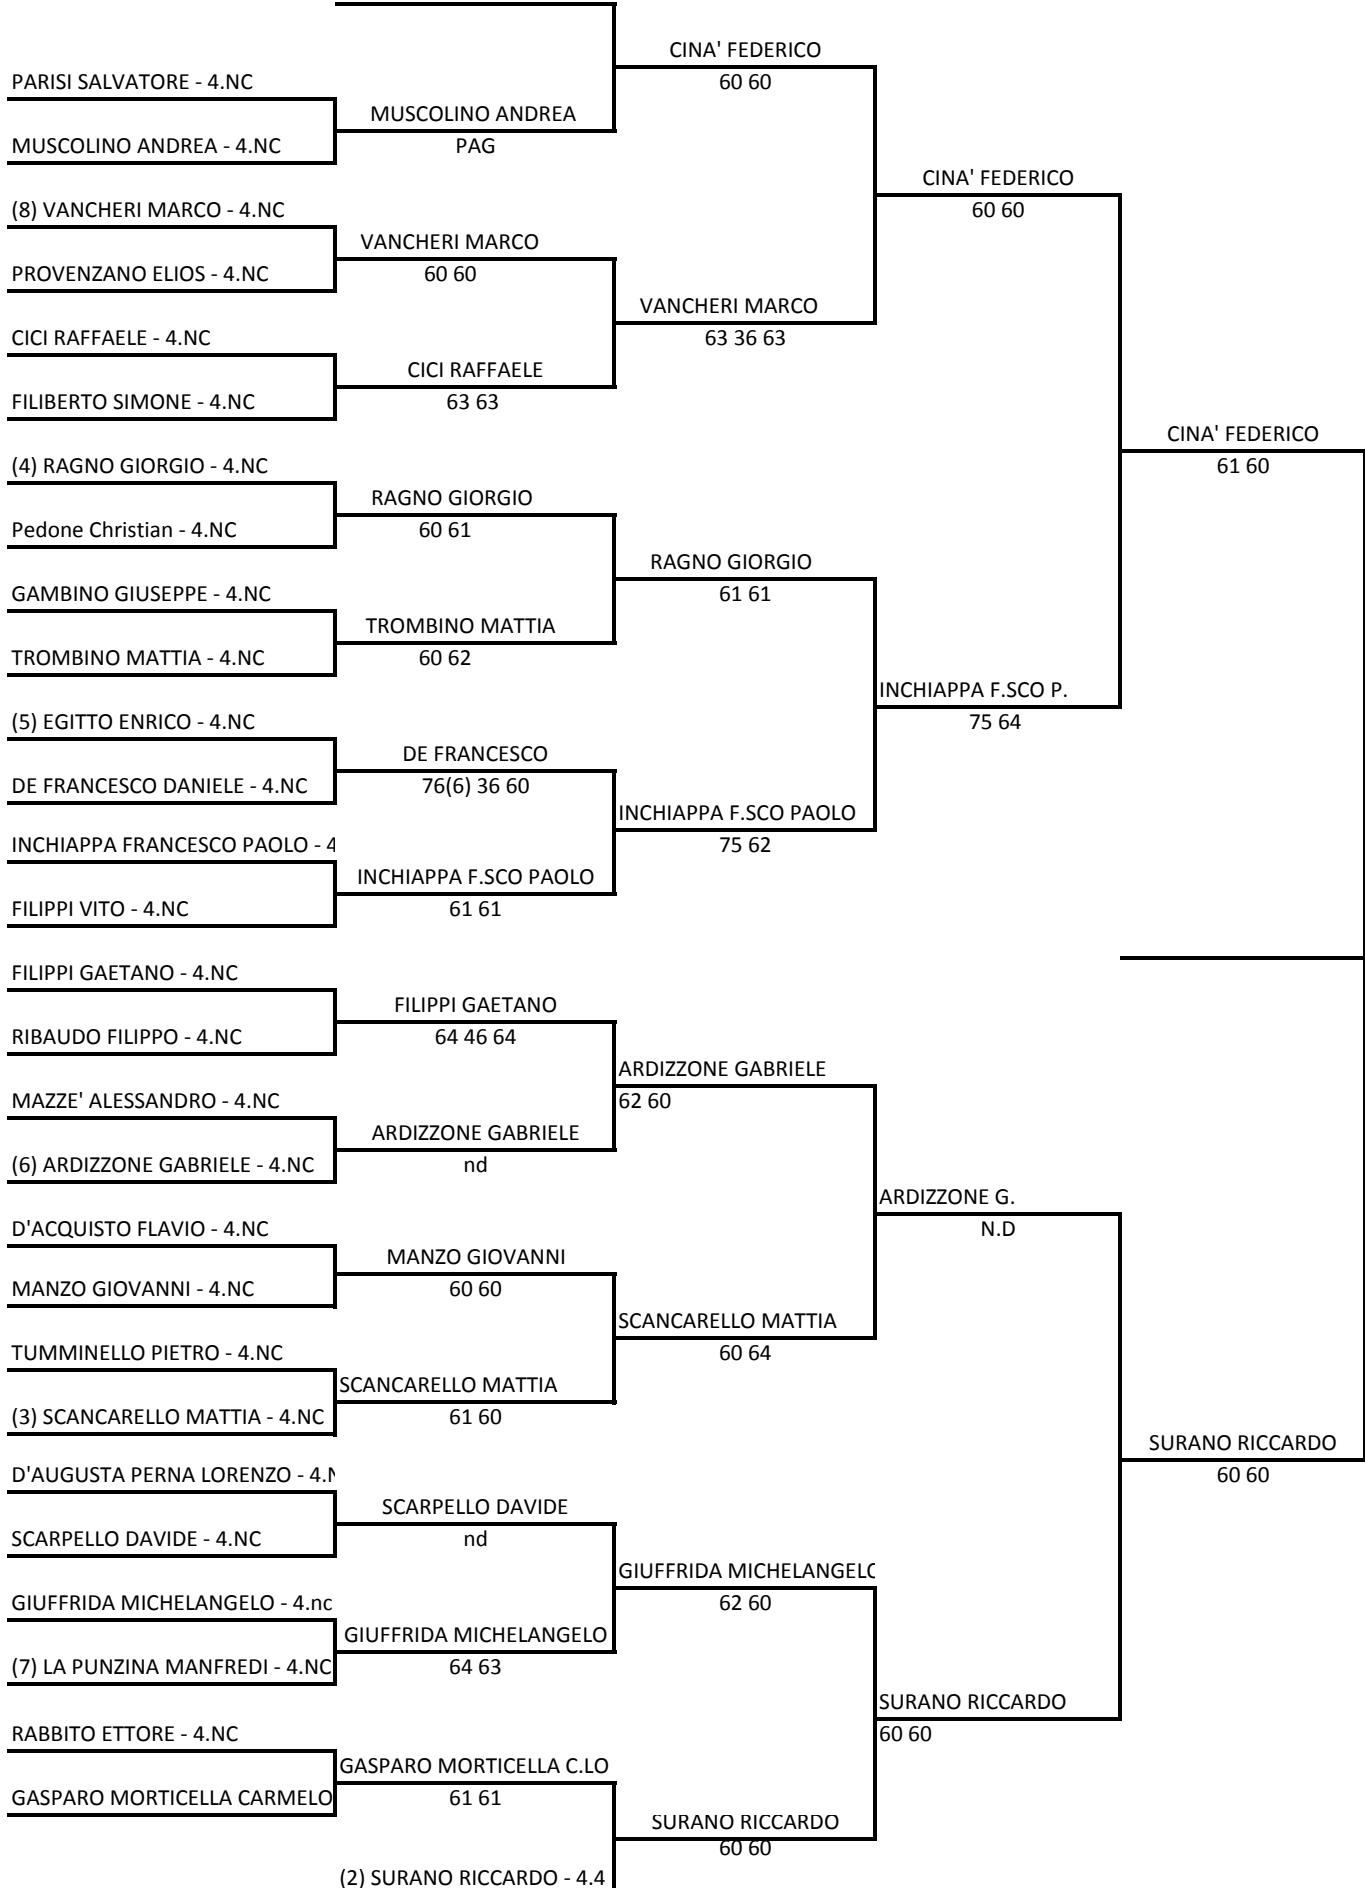 CINA' FEDERICO
PARISI SALVATORE - 4.NC
60 60
MUSCOLINO ANDREA
MUSCOLINO ANDREA - 4.NC
PAG
CINA' FEDERICO
(8) VANCHERI MARCO - 4.NC
60 60
VANCHERI MARCO
PROVENZANO ELIOS - 4.NC
60 60
VANCHERI MARCO
CICI RAFFAELE - 4.NC
63 36 63
CICI RAFFAELE
FILIBERTO SIMONE - 4.NC
63 63
CINA' FEDERICO
(4) RAGNO GIORGIO - 4.NC
61 60
RAGNO GIORGIO
Pedone Christian - 4.NC
60 61
RAGNO GIORGIO
GAMBINO GIUSEPPE - 4.NC
61 61
TROMBINO MATTIA
TROMBINO MATTIA - 4.NC
60 62
INCHIAPPA F.SCO P.
(5) EGITTO ENRICO - 4.NC
75 64
DE FRANCESCO
DE FRANCESCO DANIELE - 4.NC
76(6) 36 60
INCHIAPPA F.SCO PAOLO
INCHIAPPA FRANCESCO PAOLO - 4
75 62
INCHIAPPA F.SCO PAOLO
FILIPPI VITO - 4.NC
61 61
FILIPPI GAETANO - 4.NC
FILIPPI GAETANO
RIBAUDO FILIPPO - 4.NC
64 46 64
ARDIZZONE GABRIELE
MAZZE' ALESSANDRO - 4.NC
62 60
ARDIZZONE GABRIELE
(6) ARDIZZONE GABRIELE - 4.NC
nd
ARDIZZONE G.
D'ACQUISTO FLAVIO - 4.NC
N.D
MANZO GIOVANNI
MANZO GIOVANNI - 4.NC
60 60
SCANCARELLO MATTIA
TUMMINELLO PIETRO - 4.NC
60 64
SCANCARELLO MATTIA
(3) SCANCARELLO MATTIA - 4.NC
61 60
SURANO RICCARDO
D'AUGUSTA PERNA LORENZO - 4.N
60 60
SCARPELLO DAVIDE
SCARPELLO DAVIDE - 4.NC
nd
GIUFFRIDA MICHELANGELO
GIUFFRIDA MICHELANGELO - 4.nc
62 60
GIUFFRIDA MICHELANGELO
(7) LA PUNZINA MANFREDI - 4.NC
64 63
SURANO RICCARDO
RABBITO ETTORE - 4.NC
60 60
GASPARO MORTICELLA C.LO
GASPARO MORTICELLA CARMELO
61 61
SURANO RICCARDO
60 60
(2) SURANO RICCARDO - 4.4